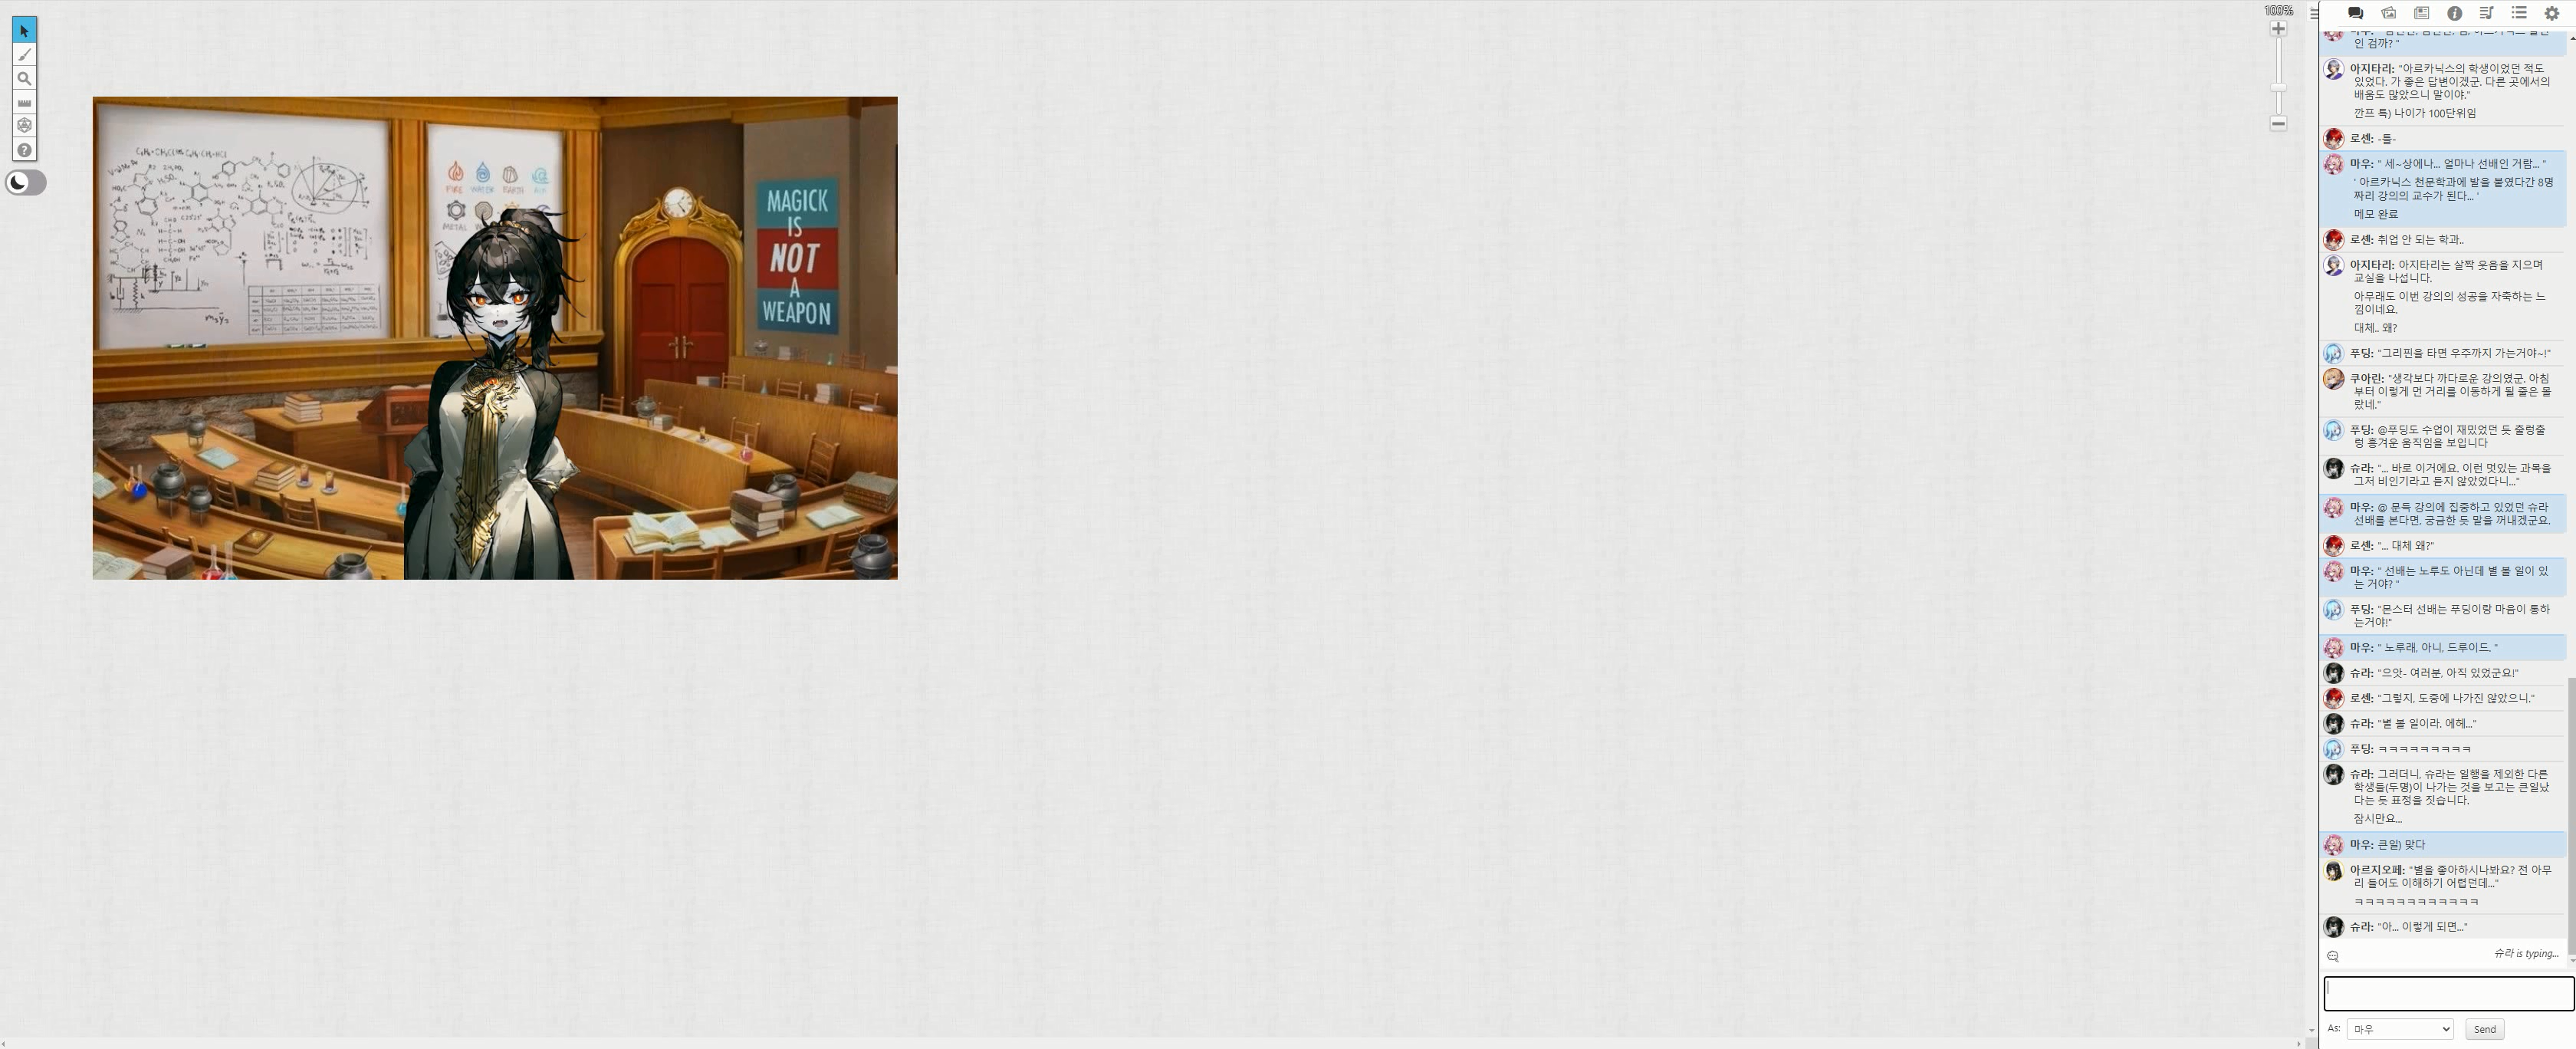 100%
MAGICK
IS
NOT
A
WEAPON
FIRE WATER EARTH AIR
METAL
인 검까? "
아지타리: "아르카닉스의 학생이었던 적도
있었다. 가 좋은 답변이겠군. 다른 곳에서의
배움도 많았으니 말이야."
깐프 특) 나이가 100단위임
로센: -틀-
마우: " 세~상에나... 얼마나 선배인 거람... "
' 아르카닉스 천문학과에 발을 붙였다간 8명
짜리 강의의 교수가 된다... '
메모 완료
로센: 취업 안 되는 학과..
아지타리: 아지타리는 살짝 웃음을 지으며
교실을 나섭니다.
아무래도 이번 강의의 성공을 자축하는 느
낌이네요.
대체.. 왜?
푸딩: "그리핀을 타면 우주까지 가는거야~!"
쿠아린: "생각보다 까다로운 강의였군. 아침
부터 이렇게 먼 거리를 이동하게 될 줄은 몰
랐네."
푸딩: @푸딩도 수업이 재밌었던 듯 출렁출
렁 흥겨운 움직임을 보입니다
슈라: "... 바로 이거에요. 이런 멋있는 과목을
그저 비인기라고 듣지 않았었다니..."
마우: @ 문득 강의에 집중하고 있었던 슈라
선배를 본다면, 궁금한 듯 말을 꺼내겠군요.
로센: "... 대체 왜?"
마우: " 선배는 노루도 아닌데 별 볼 일이 있
는 거야? "
푸딩: "몬스터 선배는 푸딩이랑 마음이 통하
는거야!"
마우: " 노루래, 아니, 드루이드. "
슈라: "으앗- 여러분, 아직 있었군요!"
로센: "그렇지, 도중에 나가진 않았으니."
슈라: "별 볼 일이라. 에헤..."
푸딩: ㅋㅋㅋㅋㅋㅋㅋㅋㅋ
슈라: 그러더니, 슈라는 일행을 제외한 다른
학생들(두명)이 나가는 것을 보고는 큰일났
다는 듯 표정을 짓습니다.
잠시만요...
마우: 큰일) 맞다
아르지오페: "별을 좋아하시나봐요? 전 아무
리 들어도 이해하기 어렵던데..."
ㅋㅋㅋㅋㅋㅋㅋㅋㅋㅋㅋㅋ
슈라: "아... 이렇게 되면..."
슈라 is typing...
As: 마우 Send